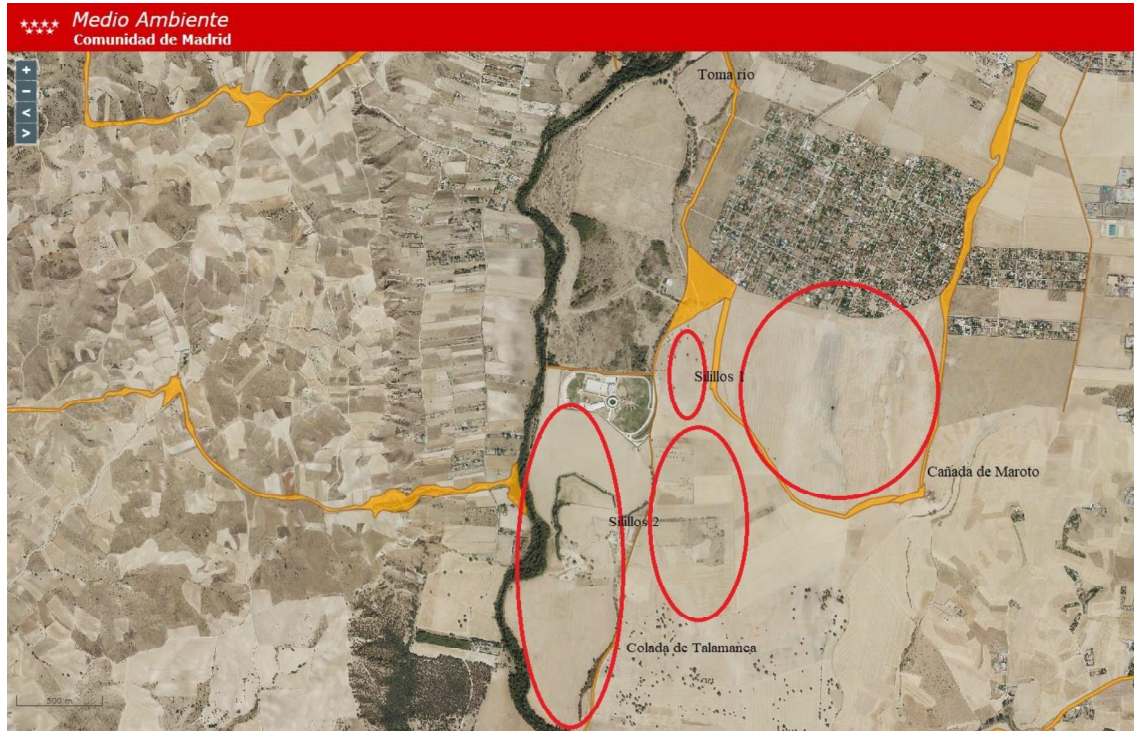 Medio Ambiente
Comunidad de Madrid
+
−
<
>
Toma rio
Silillos 1
Cañada de Maroto
Silillos 2
Colada de Talamanca
500 m